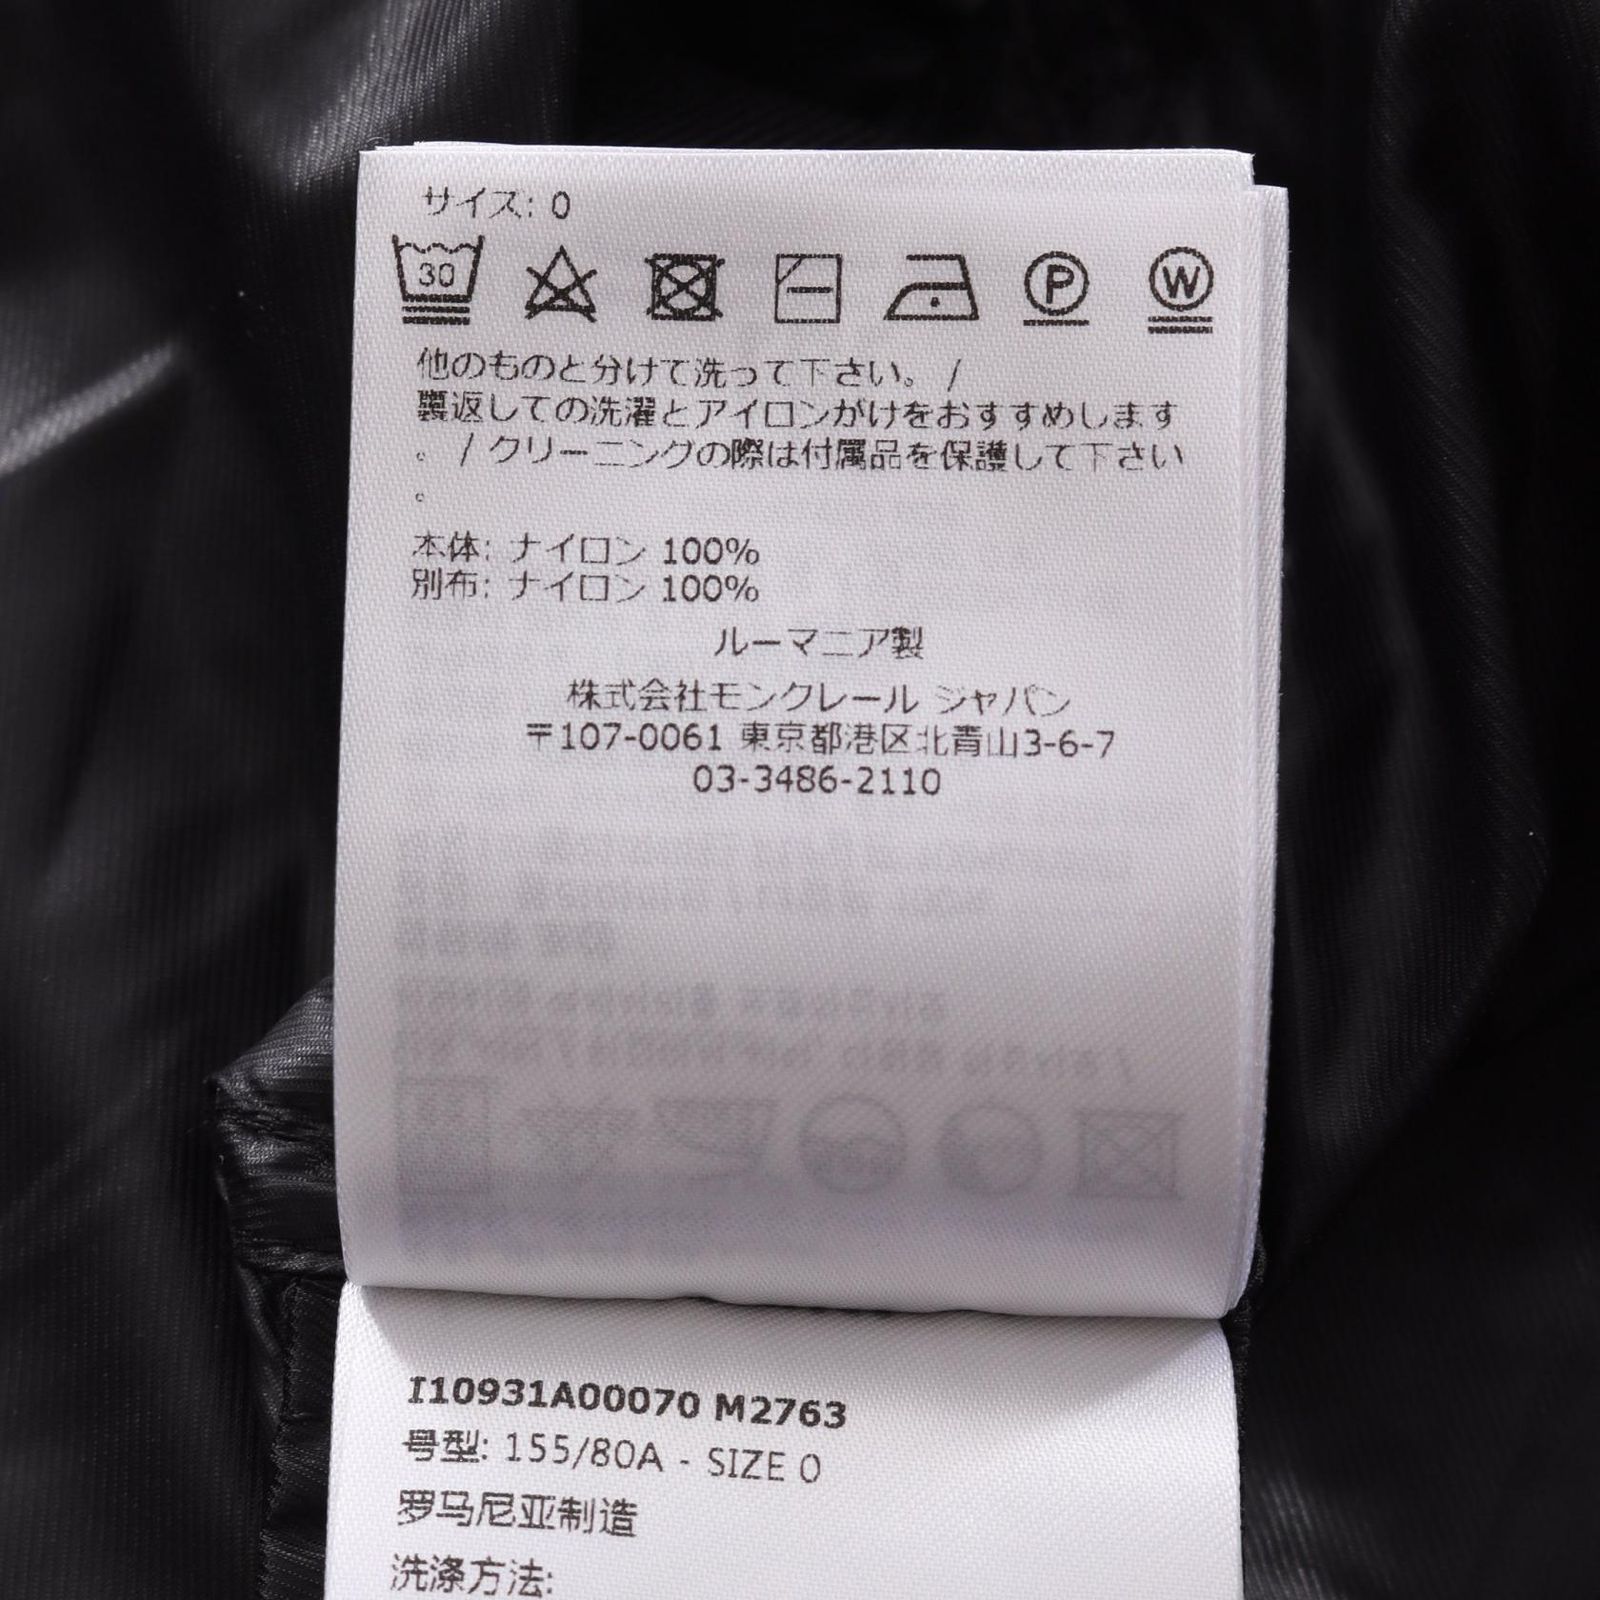 サイズ: 0
30
P W
他のものと分けて洗って下さい。 /
裏返しての洗濯とアイロンがけをおすすめします
。 / クリーニングの際は付属品を保護して下さい
。
本体: ナイロン 100%
別布: ナイロン 100%
ルーマニア製
株式会社モンクレール ジャパン
〒107-0061 東京都港区北青山3-6-7
03-3486-2110
I10931A00070 M2763
号型: 155/80A - SIZE 0
罗马尼亚制造
洗涤方法: